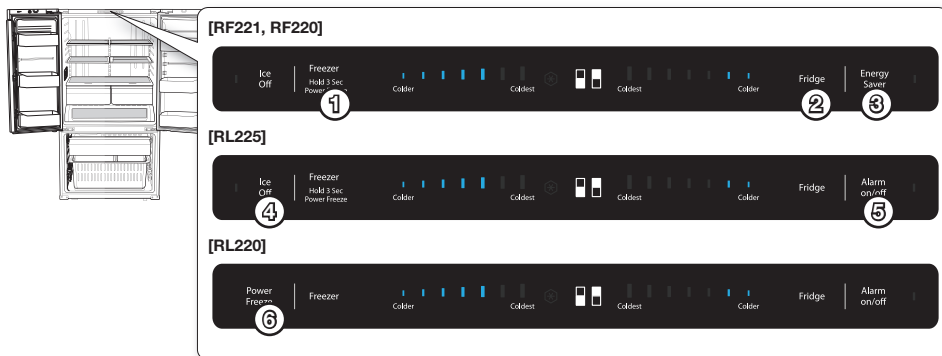 [RF221, RF220]
Ice
Off
Freezer
Hold 3 Sec
Power
1
Colder
Coldest
Coldest
Colder
Fridge
2
Energy
Saver
3
[RL225]
Ice
Off
4
Freezer
Hold 3 Sec
Power Freeze
Colder
Coldest
Coldest
Colder
Fridge
Alarm
on/off
5
[RL220]
Power
Freeze
6
Freezer
Colder
Coldest
Coldest
Colder
Fridge
Alarm
on/off